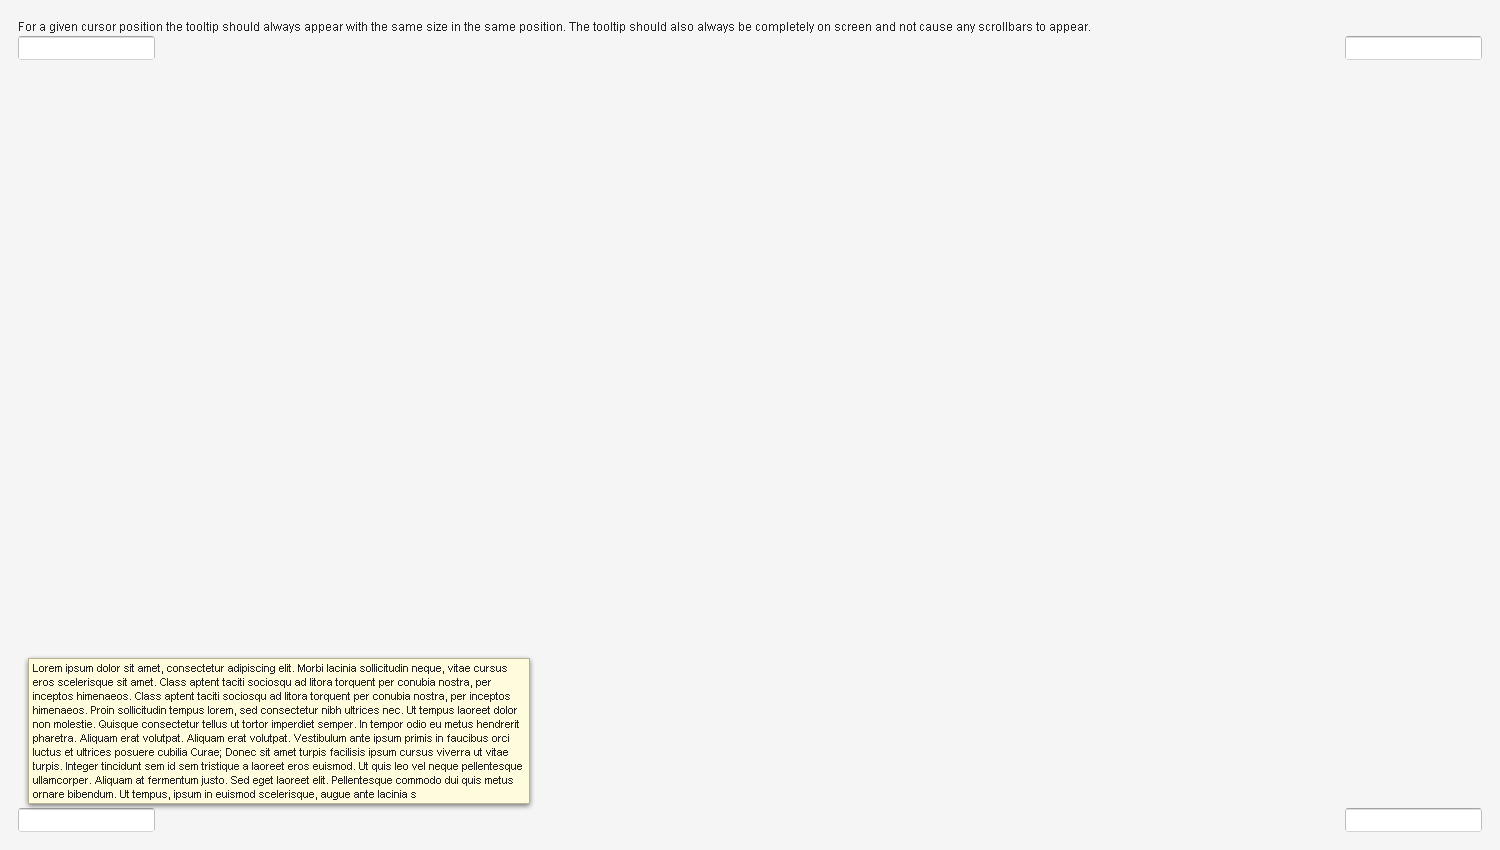 For a given cursor position the tooltip should always appear with the same size in the same position. The tooltip should also always be completely on screen and not cause any scrollbars to appear.
Lorem ipsum dolor sit amet, consectetur adipiscing elit. Morbi lacinia sollicitudin neque, vitae cursus
eros scelerisque sit amet. Class aptent taciti sociosqu ad litora torquent per conubia nostra, per
inceptos himenaeos. Class aptent taciti sociosqu ad litora torquent per conubia nostra, per inceptos
himenaeos. Proin sollicitudin tempus lorem, sed consectetur nibh ultrices nec. Ut tempus laoreet dolor
non molestie. Quisque consectetur tellus ut tortor imperdiet semper. In tempor odio eu metus hendrerit
pharetra. Aliquam erat volutpat. Aliquam erat volutpat. Vestibulum ante ipsum primis in faucibus orci
luctus et ultrices posuere cubilia Curae; Donec sit amet turpis facilisis ipsum cursus viverra ut vitae
turpis. Integer tincidunt sem id sem tristique a laoreet eros euismod. Ut quis leo vel neque pellentesque
ullamcorper. Aliquam at fermentum justo. Sed eget laoreet elit. Pellentesque commodo dui quis metus
ornare bibendum. Ut tempus, ipsum in euismod scelerisque, augue ante lacinia s